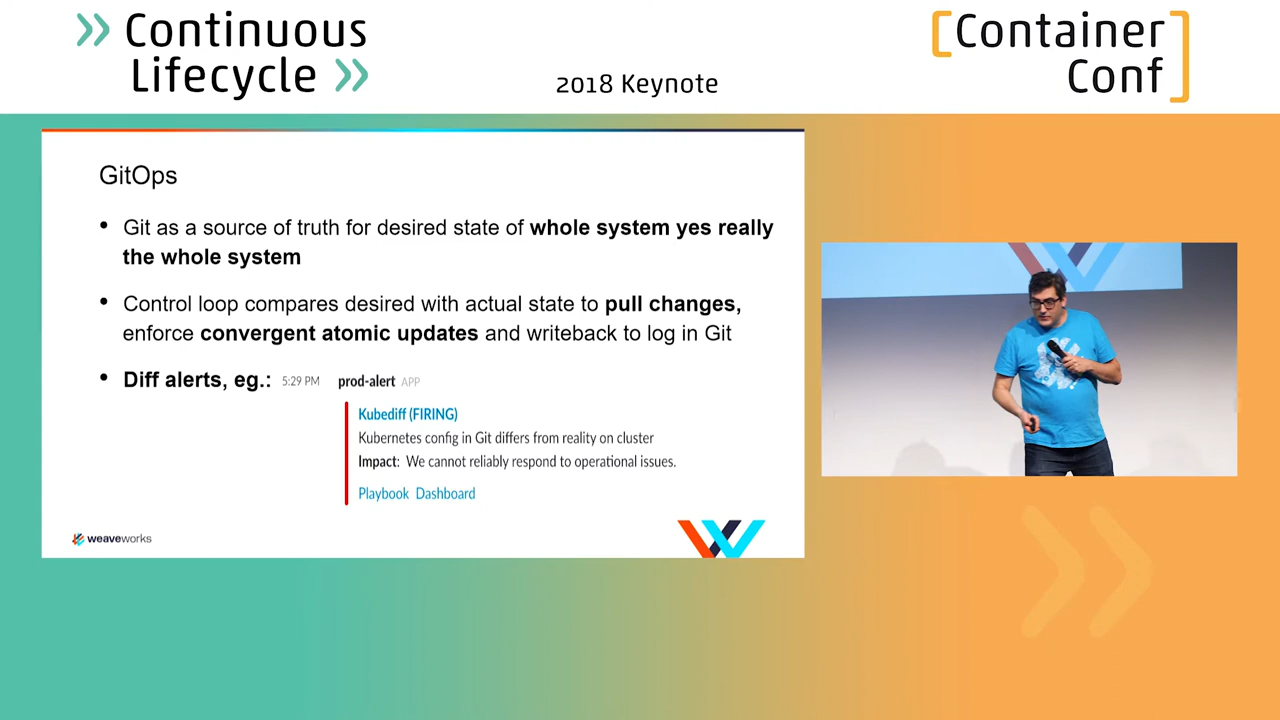 Continuous
Lifecycle
2018 Keynote
[Container
Conf]
GitOps
• Git as a source of truth for desired state of whole system yes really
the whole system
• Control loop compares desired with actual state to pull changes,
enforce convergent atomic updates and writeback to log in Git
• Diff alerts, eg.: 5:29 PM prod-alert APP
Kubediff (FIRING)
Kubernetes config in Git differs from reality on cluster
Impact: We cannot reliably respond to operational issues.
Playbook Dashboard
weaveworks